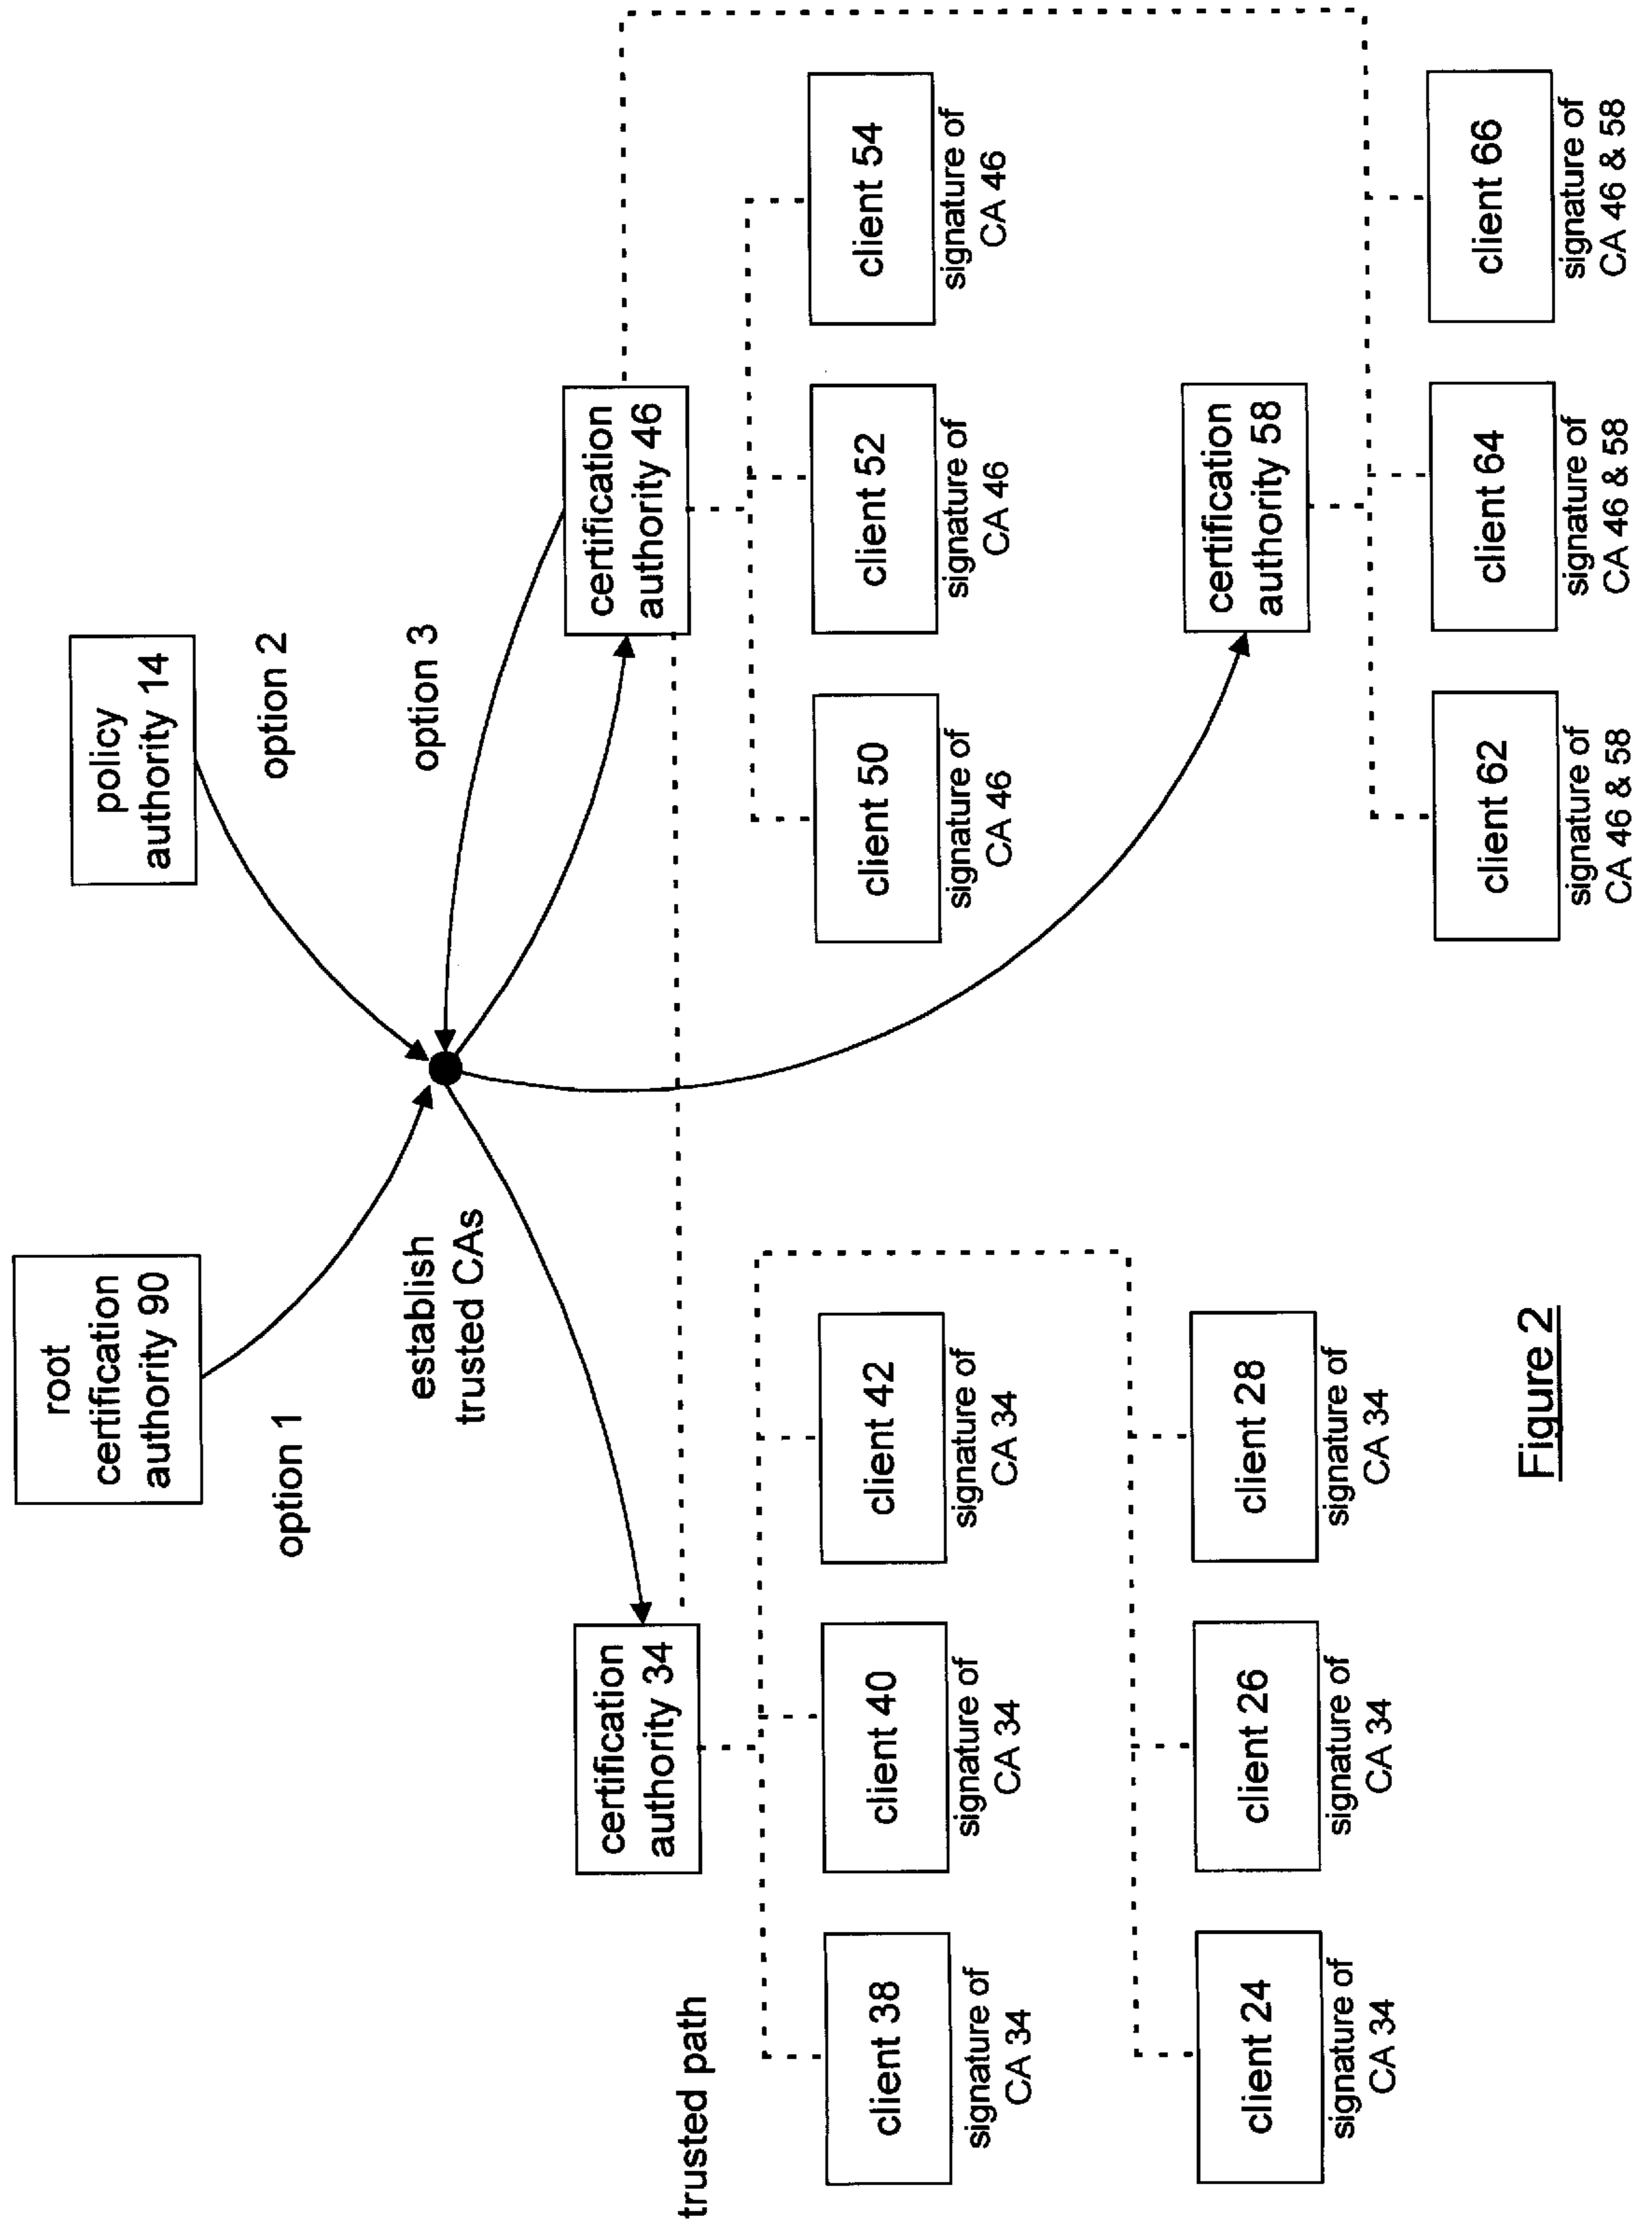 root
certification
authority 90
policy
authority 14
option 1
option 2
establish
trusted CAs
option 3
certification
authority 34
certification
authority 46
trusted path
client 38
signature of
CA 34
client 40
signature of
CA 34
client 42
signature of
CA 34
client 50
signature of
CA 46
client 52
signature of
CA 46
client 54
signature of
CA 46
client 24
signature of
CA 34
client 26
signature of
CA 34
client 28
signature of
CA 34
certification
authority 58
client 62
signature of
CA 46 & 58
client 64
signature of
CA 46 & 58
client 66
signature of
CA 46 & 58
Figure 2